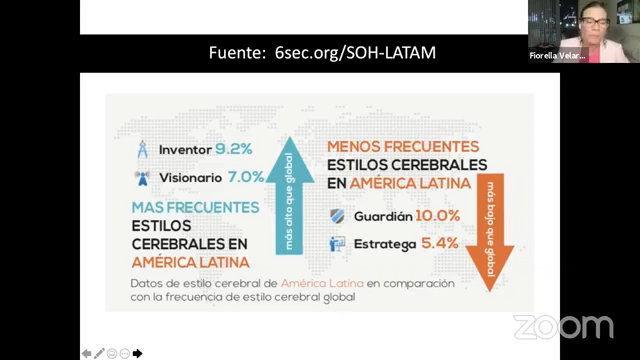 Fuente: 6sec.org/SOH-LATAM
Fiorella Velar...
Inventor 9.2%
Visionario 7.0%
MAS FRECUENTES
ESTILOS
CEREBRALES EN
AMÉRICA LATINA
más alto que global
MENOS FRECUENTES
ESTILOS CEREBRALES
EN AMÉRICA LATINA
Guardián 10.0%
Estratega 5.4%
más bajo que global
Datos de estilo cerebral de América Latina en comparación
con la frecuencia de estilo cerebral global
zoom